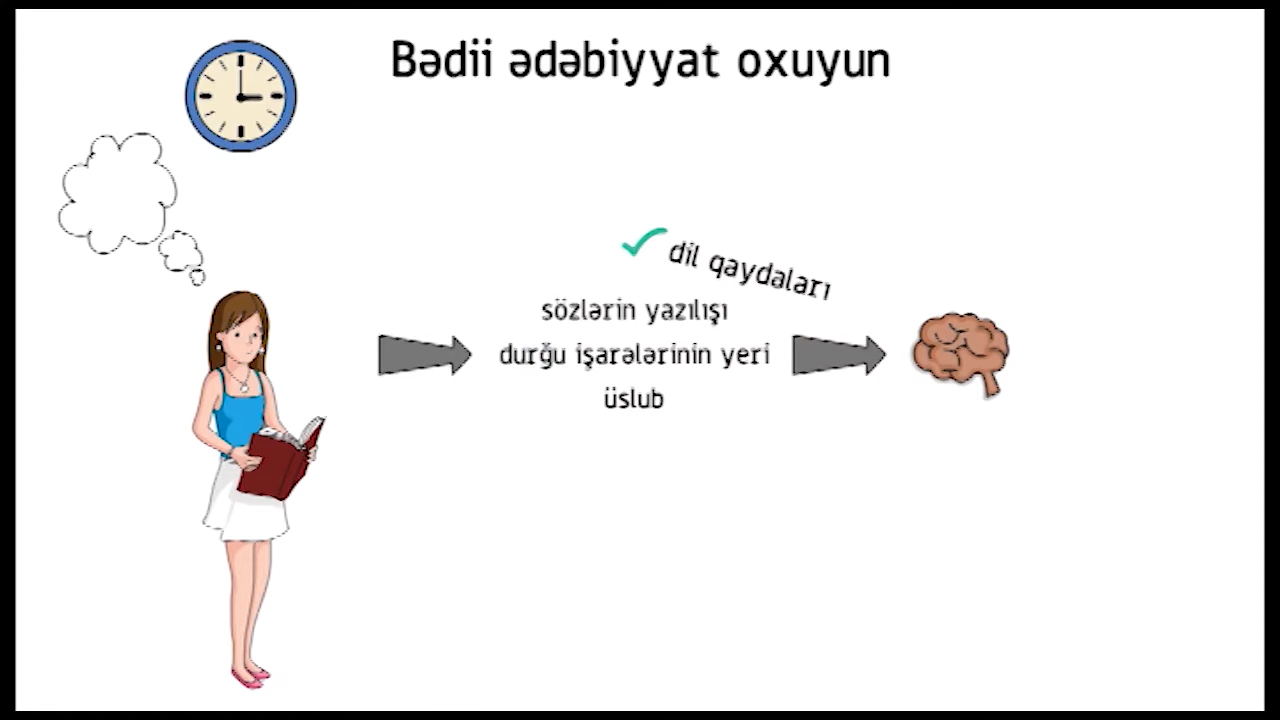 Bədii ədəbiyyat oxuyun
dil qaydaları
sözlərin yazılışı
durğu işarələrinin yeri
üslub